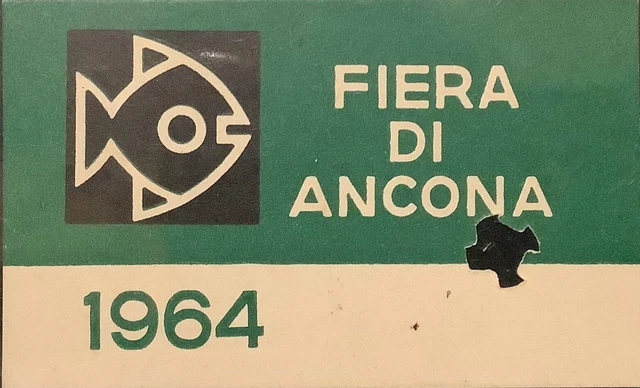 FIERA
DI
ANCONA
1964